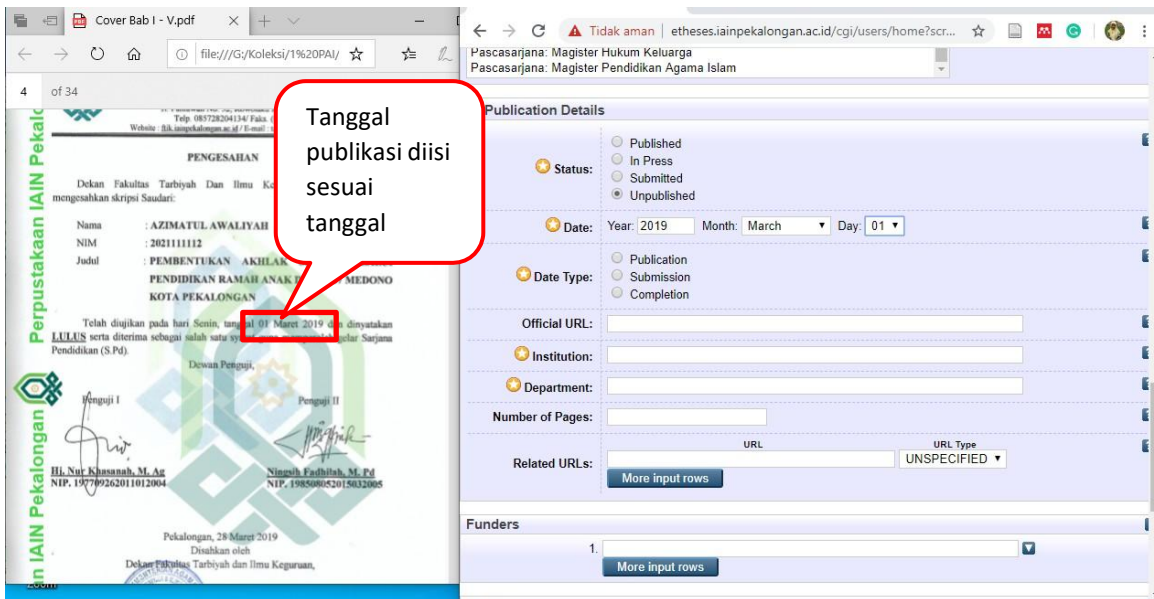 Cover Bab I - V.pdf
file:///G:/Koleksi/1%20PAI/
4 of 34
Telp. 085728204134/ Faks. (
Website : ftik.iainpekalongan.ac.id / E-mail :
PENGESAHAN
Dekan Fakultas Tarbiyah Dan Ilmu
mengesahkan skripsi Saudari:
Nama : AZIMATUL AWALIYAH
NIM : 2021111112
Judul : PEMBENTUKAN AKHLAK
PENDIDIKAN RAMAH ANAK MEDONO
KOTA PEKALONGAN
Telah diujikan pada hari Senin, tanggal 01 Maret 2019 dan dinyatakan
LULUS serta diterima sebagai salah satu gelar Sarjana
Pendidikan (S.Pd).
Dewan Penguji,
Penguji I Penguji II
Hj. Nur Khasanah, M. Ag Ningsih Fadhilah, M. Pd
NIP. 197709262011012004 NIP. 198508052015032005
Pekalongan, 28 Maret 2019
Disahkan oleh
Dekan Fakultas Tarbiyah dan Ilmu Keguruan,
Perpustakaan IAIN Pekalo
n IAIN Pekalongan
Zoom
Tanggal
publikasi diisi
sesuai
tanggal
Tidak aman | etheses.iainpekalongan.ac.id/cgi/users/home?scr...
Pascasarjana: Magister Hukum Keluarga
Pascasarjana: Magister Pendidikan Agama Islam
Publication Details
Status:
Published
In Press
Submitted
Unpublished
Date: Year: 2019 Month: March Day: 01
Date Type:
Publication
Submission
Completion
Official URL:
Institution:
Department:
Number of Pages:
URL URL Type
Related URLs: UNSPECIFIED
More input rows
Funders
1.
More input rows